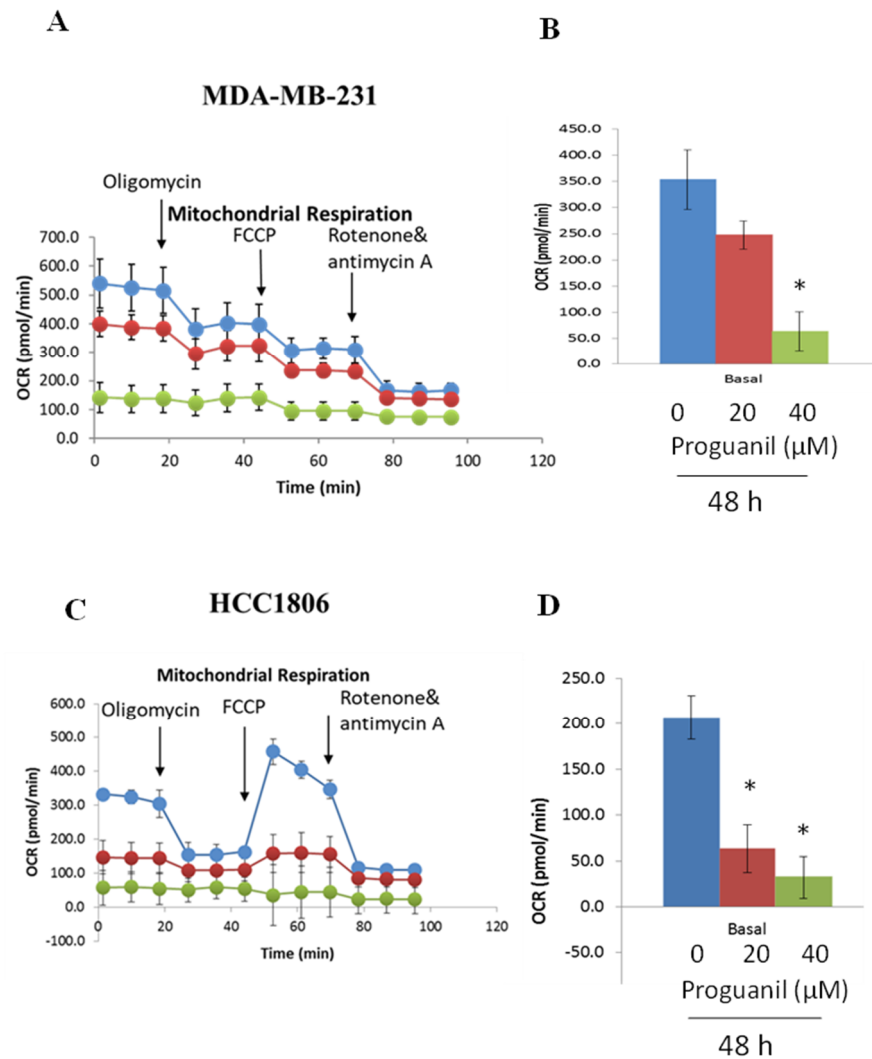 A
MDA-MB-231
Oligomycin
Mitochondrial Respiration
FCCP
Rotenone&
antimycin A
700.0
600.0
500.0
400.0
300.0
200.0
100.0
0.0
OCR (pmol/min)
0 20 40 60 80 100 120
Time (min)
B
450.0
400.0
350.0
300.0
250.0
200.0
150.0
100.0
50.0
0.0
OCR (pmol/min)
*
Basal
0 20 40
Proguanil (μM)
48 h
C
HCC1806
Mitochondrial Respiration
Oligomycin
FCCP
Rotenone&
antimycin A
600.0
500.0
400.0
300.0
200.0
100.0
0.0
-100.0
OCR (pmol/min)
0 20 40 60 80 100 120
Time (min)
D
250.0
200.0
150.0
100.0
50.0
0.0
-50.0
OCR (pmol/min)
*
*
Basal
0 20 40
Proguanil (μM)
48 h